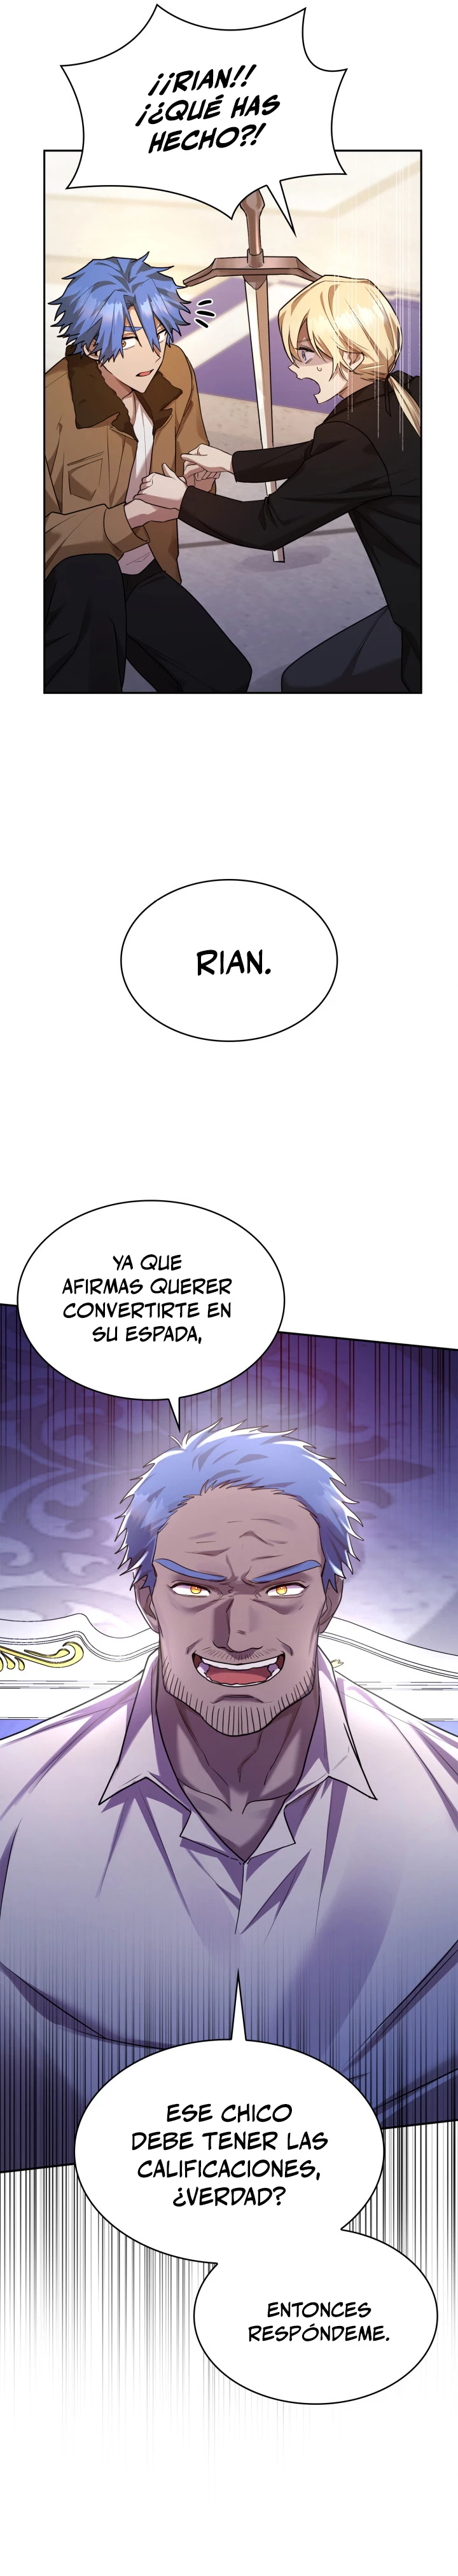 ¡¡RIAN!!
¡¿QUÉ HAS
HECHO?!
RIAN.
YA QUE
AFIRMAS QUERER
CONVERTIRTE EN
SU ESPADA,
ESE CHICO
DEBE TENER LAS
CALIFICACIONES,
¿VERDAD?
ENTONCES
RESPÓNDEME.